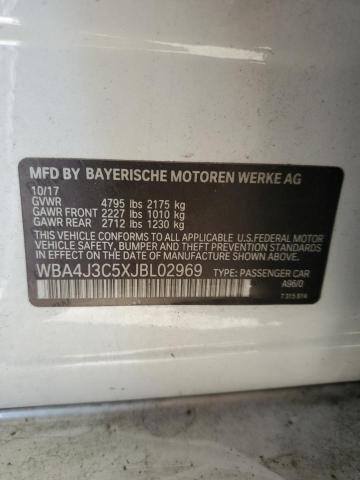 MFD BY BAYERISCHE MOTOREN WERKE AG
10/17
GVWR 4795 lbs 2175 kg
GAWR FRONT 2227 lbs 1010 kg
GAWR REAR 2712 lbs 1230 kg
THIS VEHICLE CONFORMS TO ALL APPLICABLE U.S.FEDERAL MOTOR
VEHICLE SAFETY, BUMPER, AND THEFT PREVENTION STANDARDS
IN EFFECT ON THE DATE OF MANUFACTURE SHOWN ABOVE.
WBA4J3C5XJBL02969 TYPE: PASSENGER CAR
A96/0